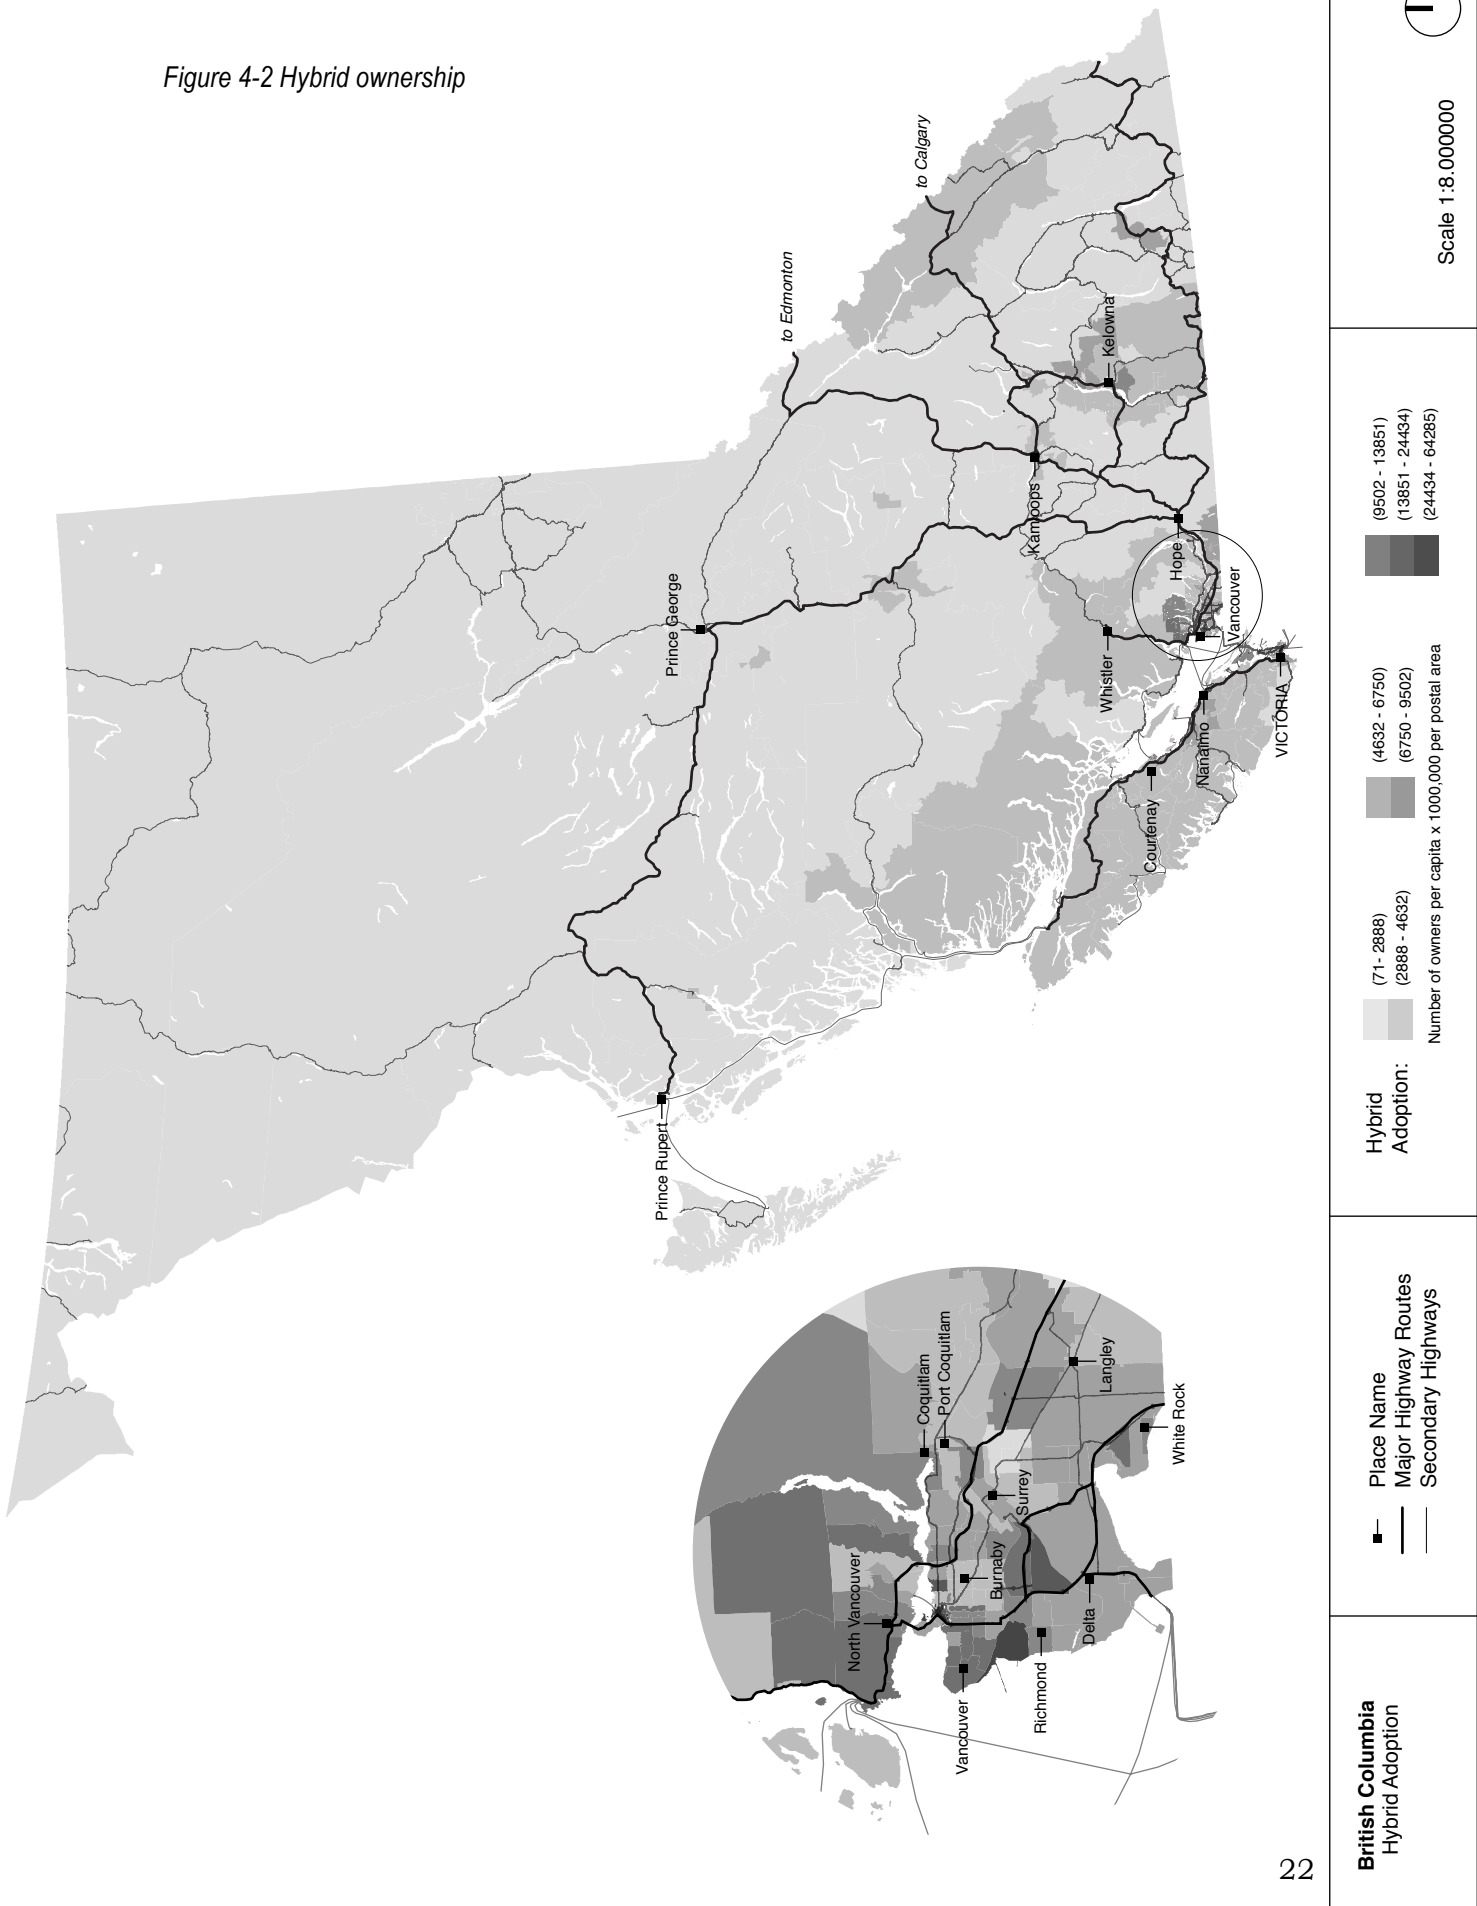 Figure 4-2 Hybrid ownership
to Calgary
to Edmonton
Kelowna
Kamloops
Hope
Prince George
Vancouver
Whistler
Nanaimo
VICTORIA
Courtenay
Prince Rupert
Coquitlam
Port Coquitlam
Langley
White Rock
Surrey
Burnaby
North Vancouver
Delta
Richmond
Vancouver
22
British Columbia
Hybrid Adoption
Place Name
Major Highway Routes
Secondary Highways
Hybrid
Adoption:
(71- 2888)
(2888 - 4632)
(4632 - 6750)
(6750 - 9502)
(9502 - 13851)
(13851 - 24434)
(24434 - 64285)
Number of owners per capita x 1000,000 per postal area
Scale 1:8.000000